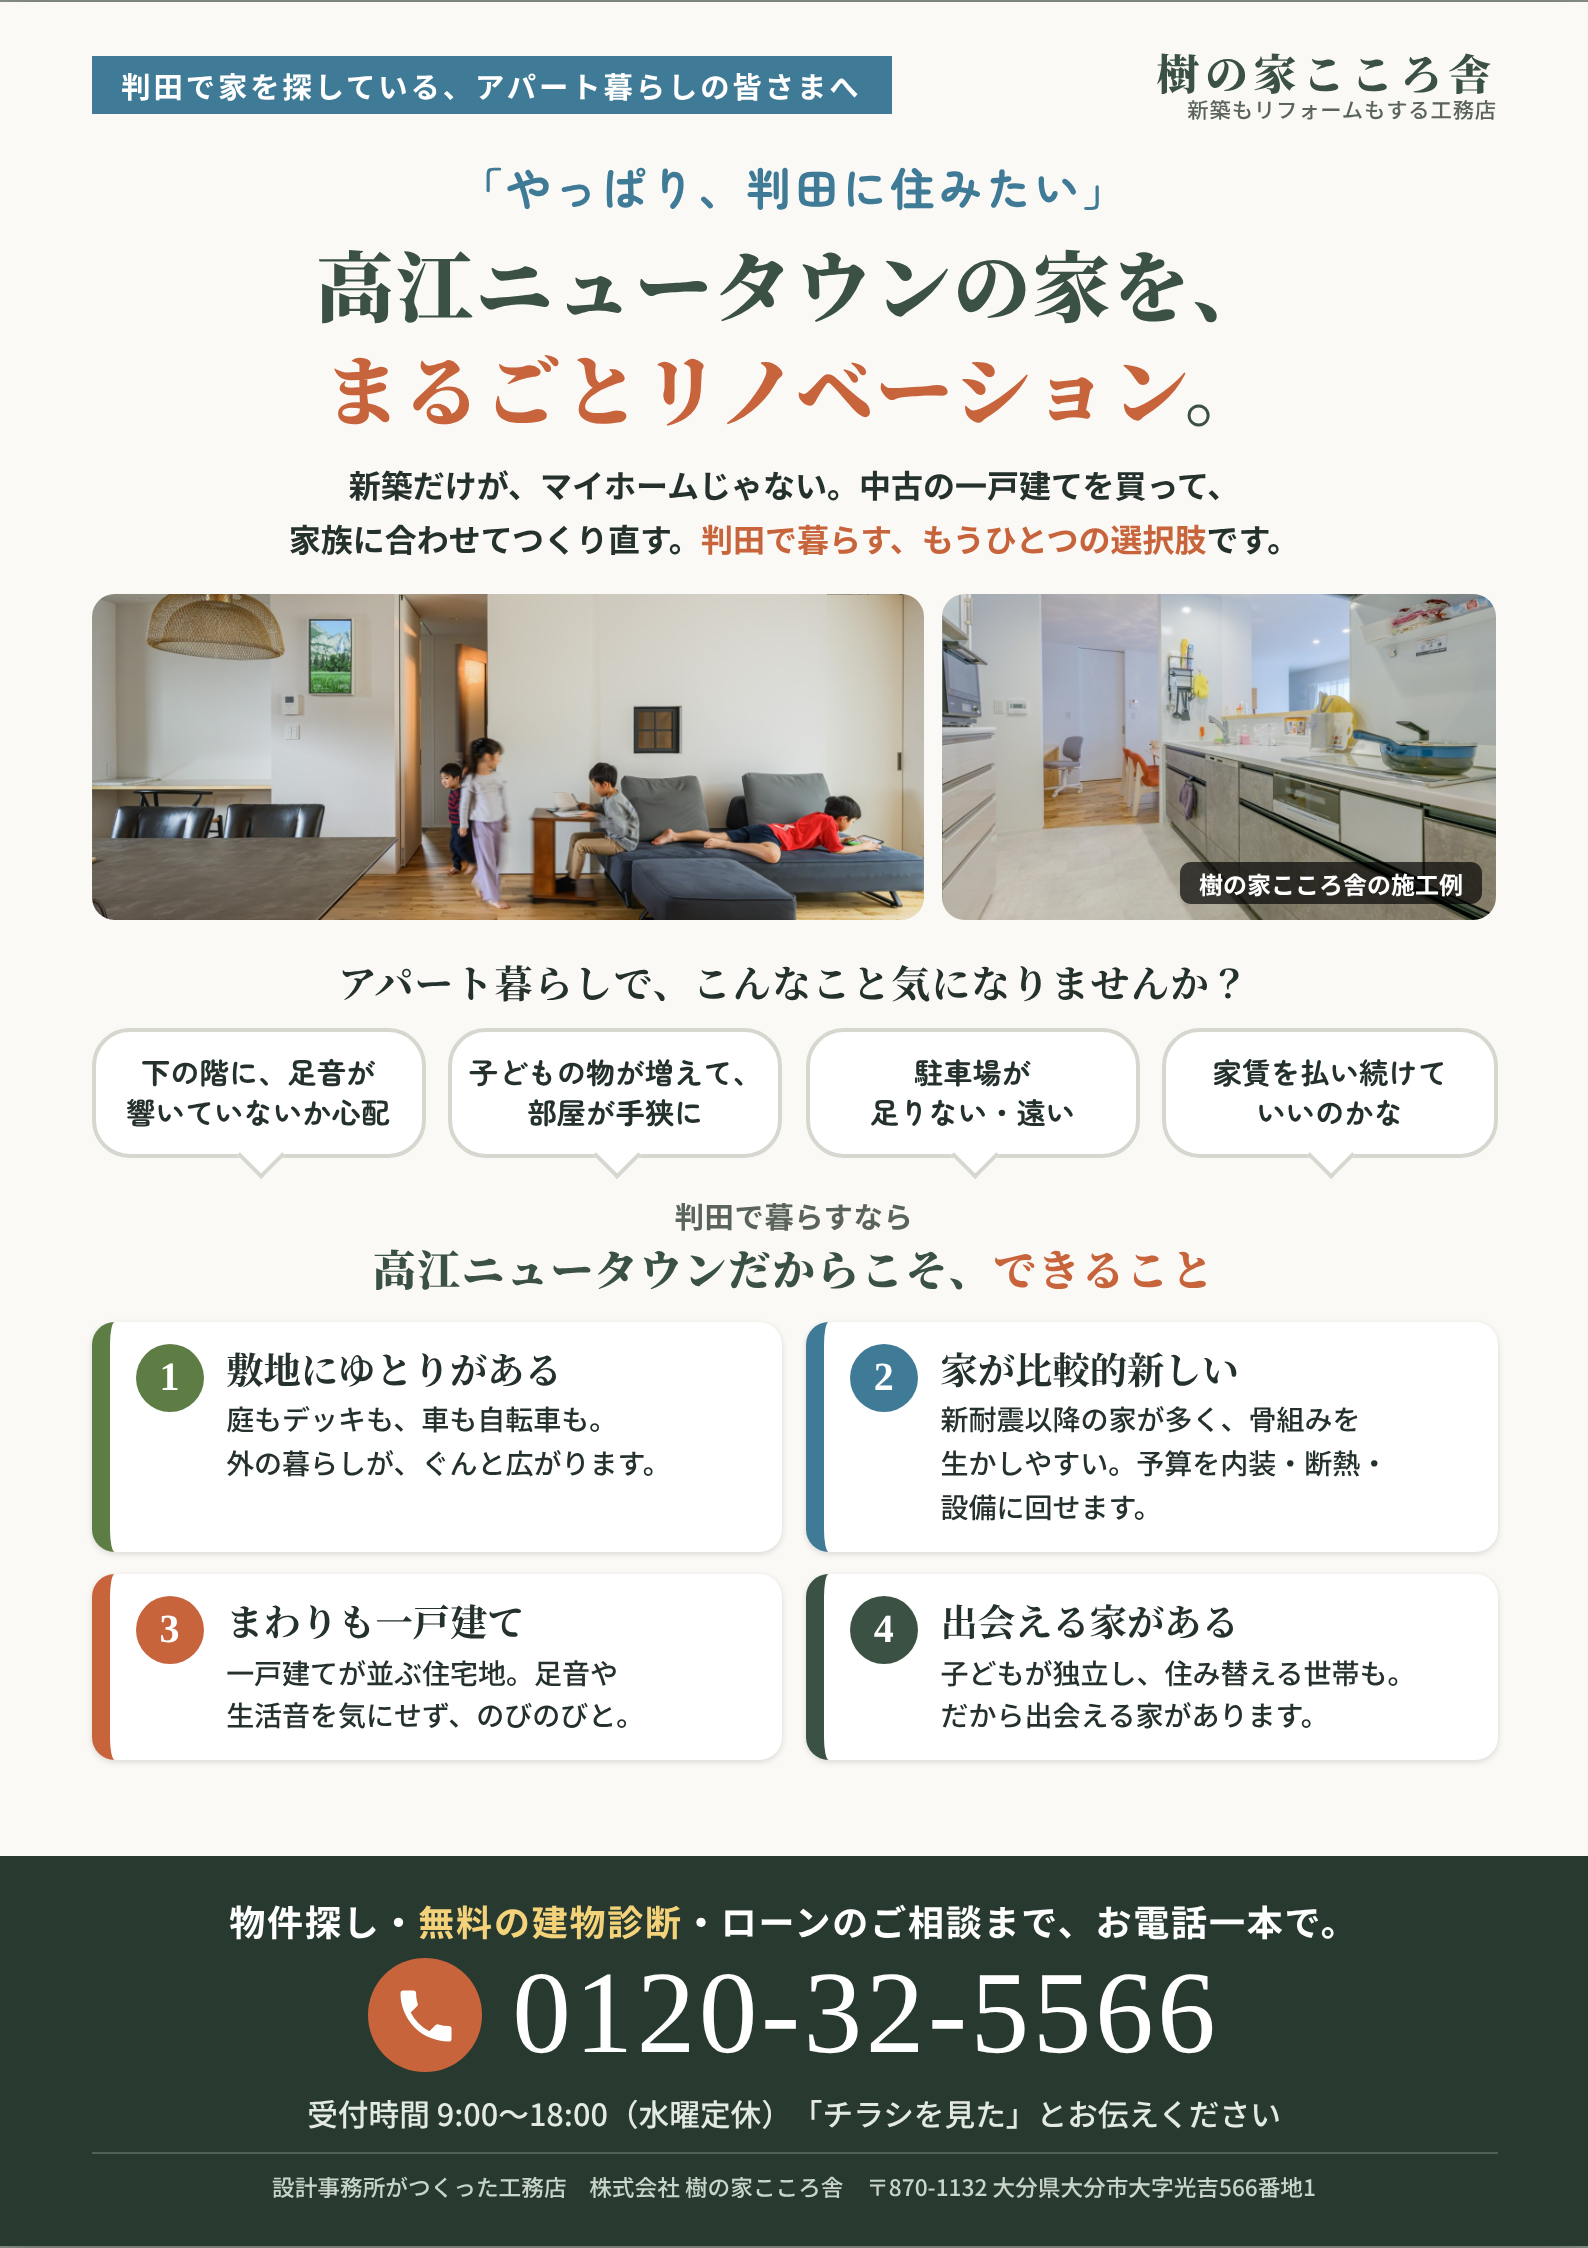 判田で家を探している、アパート暮らしの皆さまへ
樹の家こころ舎
新築もリフォームもする工務店
「やっぱり、判田に住みたい」
高江ニュータウンの家を、
まるごとリノベーション。
新築だけが、マイホームじゃない。中古の一戸建てを買って、
家族に合わせてつくり直す。判田で暮らす、もうひとつの選択肢です。
樹の家こころ舎の施工例
アパート暮らしで、こんなこと気になりませんか？
下の階に、足音が
響いていないか心配
子どもの物が増えて、
部屋が手狭に
駐車場が
足りない・遠い
家賃を払い続けて
いいのかな
判田で暮らすなら
高江ニュータウンだからこそ、できること
1
敷地にゆとりがある
庭もデッキも、車も自転車も。
外の暮らしが、ぐんと広がります。
2
家が比較的新しい
新耐震以降の家が多く、骨組みを
生かしやすい。予算を内装・断熱・
設備に回せます。
3
まわりも一戸建て
一戸建てが並ぶ住宅地。足音や
生活音を気にせず、のびのびと。
4
出会える家がある
子どもが独立し、住み替える世帯も。
だから出会える家があります。
物件探し・無料の建物診断・ローンのご相談まで、お電話一本で。
0120-32-5566
受付時間 9:00〜18:00（水曜定休）「チラシを見た」とお伝えください
設計事務所がつくった工務店　株式会社 樹の家こころ舎　〒870-1132 大分県大分市大字光吉566番地1